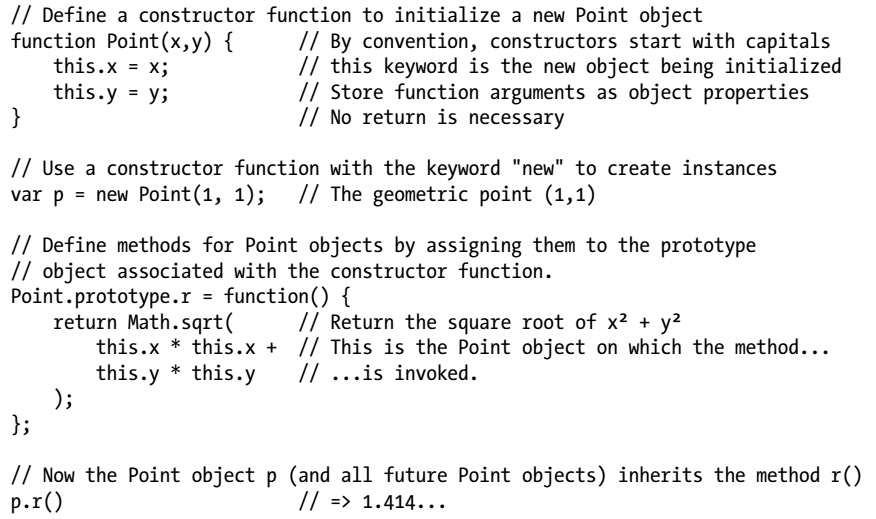 // Define a constructor function to initialize a new Point object
function Point(x,y) {       // By convention, constructors start with capitals
    this.x = x;             // this keyword is the new object being initialized
    this.y = y;             // Store function arguments as object properties
}                           // No return is necessary

// Use a constructor function with the keyword "new" to create instances
var p = new Point(1, 1);   // The geometric point (1,1)

// Define methods for Point objects by assigning them to the prototype
// object associated with the constructor function.
Point.prototype.r = function() {
    return Math.sqrt(       // Return the square root of x² + y²
        this.x * this.x +  // This is the Point object on which the method...
        this.y * this.y    // ...is invoked.
    );
};

// Now the Point object p (and all future Point objects) inherits the method r()
p.r()                       // => 1.414...